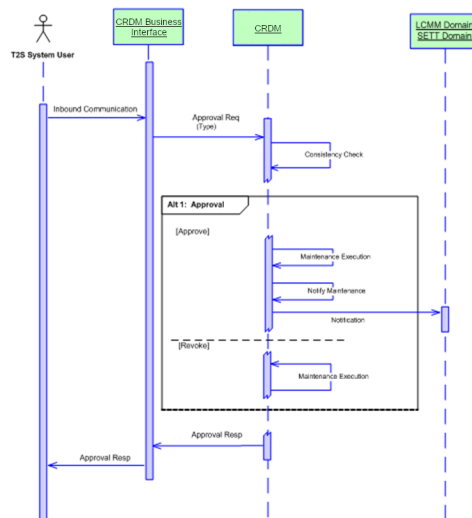 CRDM Business
Interface
CRDM
LCMM Domain
SETT Domain
T2S System User
Inbound Communication
Approval Req
(Type)
Consistency Check
Alt 1: Approval
[Approve]
Maintenance Execution
Notify Maintenance
Notification
[Revoke]
Maintenance Execution
Approval Resp
Approval Resp